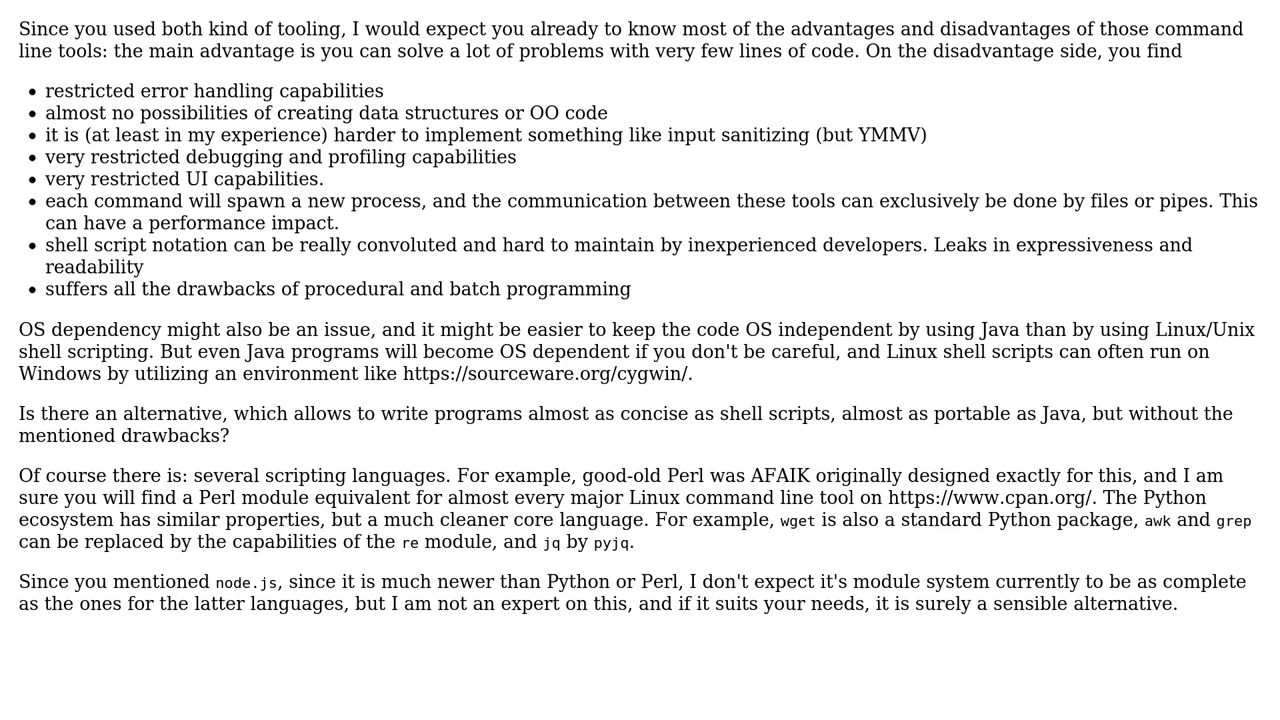 Since you used both kind of tooling, I would expect you already to know most of the advantages and disadvantages of those command
line tools: the main advantage is you can solve a lot of problems with very few lines of code. On the disadvantage side, you find
• restricted error handling capabilities
• almost no possibilities of creating data structures or OO code
• it is (at least in my experience) harder to implement something like input sanitizing (but YMMV)
• very restricted debugging and profiling capabilities
• very restricted UI capabilities.
• each command will spawn a new process, and the communication between these tools can exclusively be done by files or pipes. This
can have a performance impact.
• shell script notation can be really convoluted and hard to maintain by inexperienced developers. Leaks in expressiveness and
readability
• suffers all the drawbacks of procedural and batch programming
OS dependency might also be an issue, and it might be easier to keep the code OS independent by using Java than by using Linux/Unix
shell scripting. But even Java programs will become OS dependent if you don't be careful, and Linux shell scripts can often run on
Windows by utilizing an environment like https://sourceware.org/cygwin/.
Is there an alternative, which allows to write programs almost as concise as shell scripts, almost as portable as Java, but without the
mentioned drawbacks?
Of course there is: several scripting languages. For example, good-old Perl was AFAIK originally designed exactly for this, and I am
sure you will find a Perl module equivalent for almost every major Linux command line tool on https://www.cpan.org/. The Python
ecosystem has similar properties, but a much cleaner core language. For example, wget is also a standard Python package, awk and grep
can be replaced by the capabilities of the re module, and jq by pyjq.
Since you mentioned node.js, since it is much newer than Python or Perl, I don't expect it's module system currently to be as complete
as the ones for the latter languages, but I am not an expert on this, and if it suits your needs, it is surely a sensible alternative.